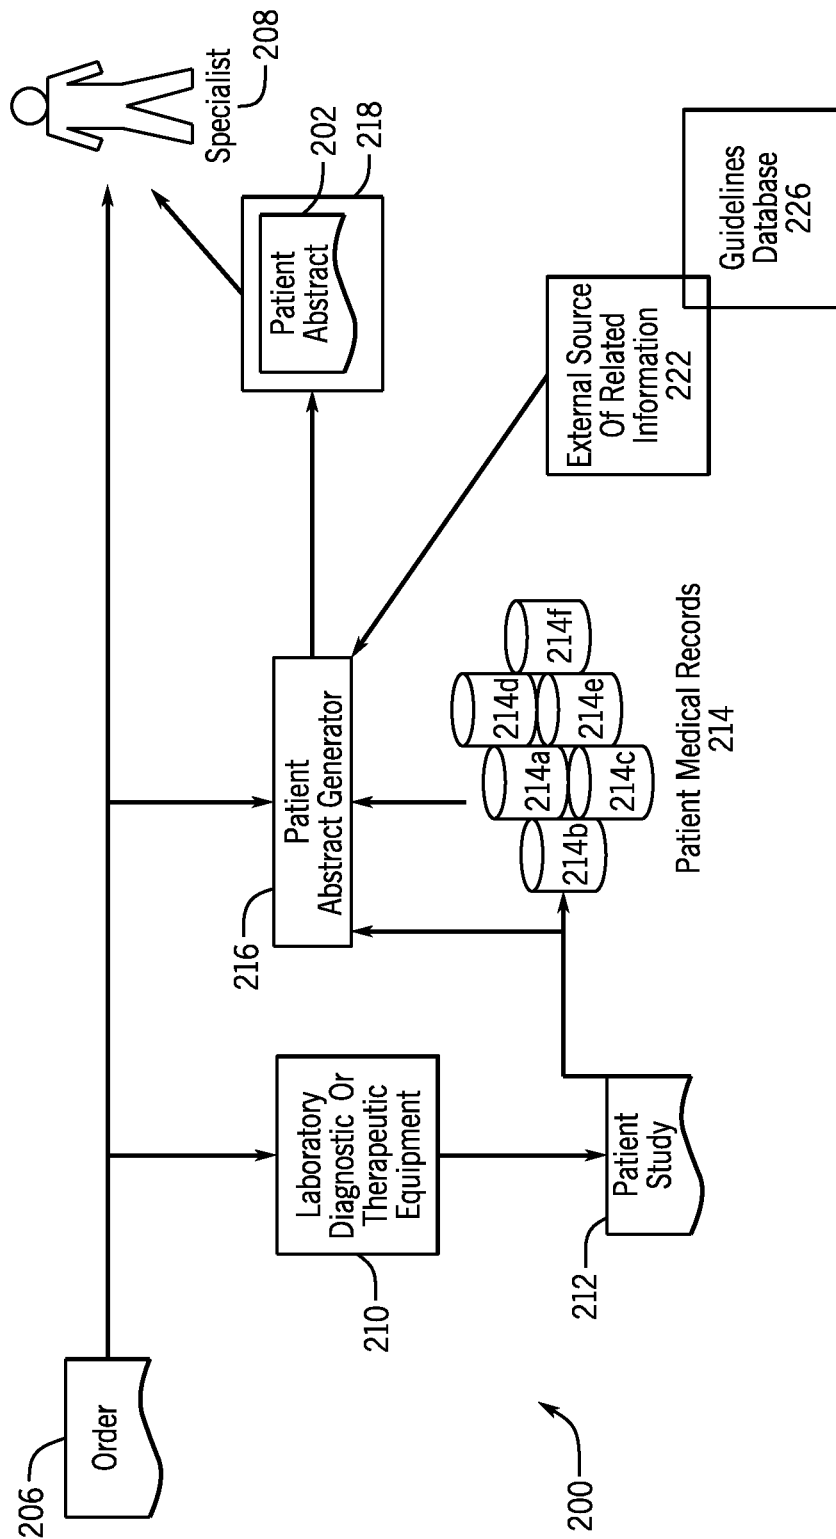 206
Order
Specialist
208
Laboratory
Diagnostic Or
Therapeutic
Equipment
210
216
Patient
Abstract Generator
Patient
Abstract
202
218
212
Patient
Study
214a
214b
214c
214d
214e
214f
Patient Medical Records
214
External Source
Of Related
Information
222
Guidelines
Database
226
200